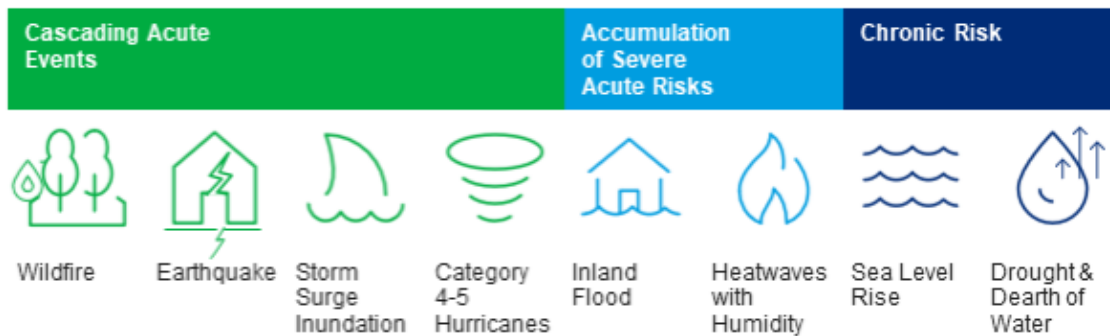 Cascading Acute
Events
Accumulation
of Severe
Acute Risks
Chronic Risk
Wildfire
Earthquake
Storm
Surge
Inundation
Category
4-5
Hurricanes
Inland
Flood
Heatwaves
with
Humidity
Sea Level
Rise
Drought &
Dearth of
Water